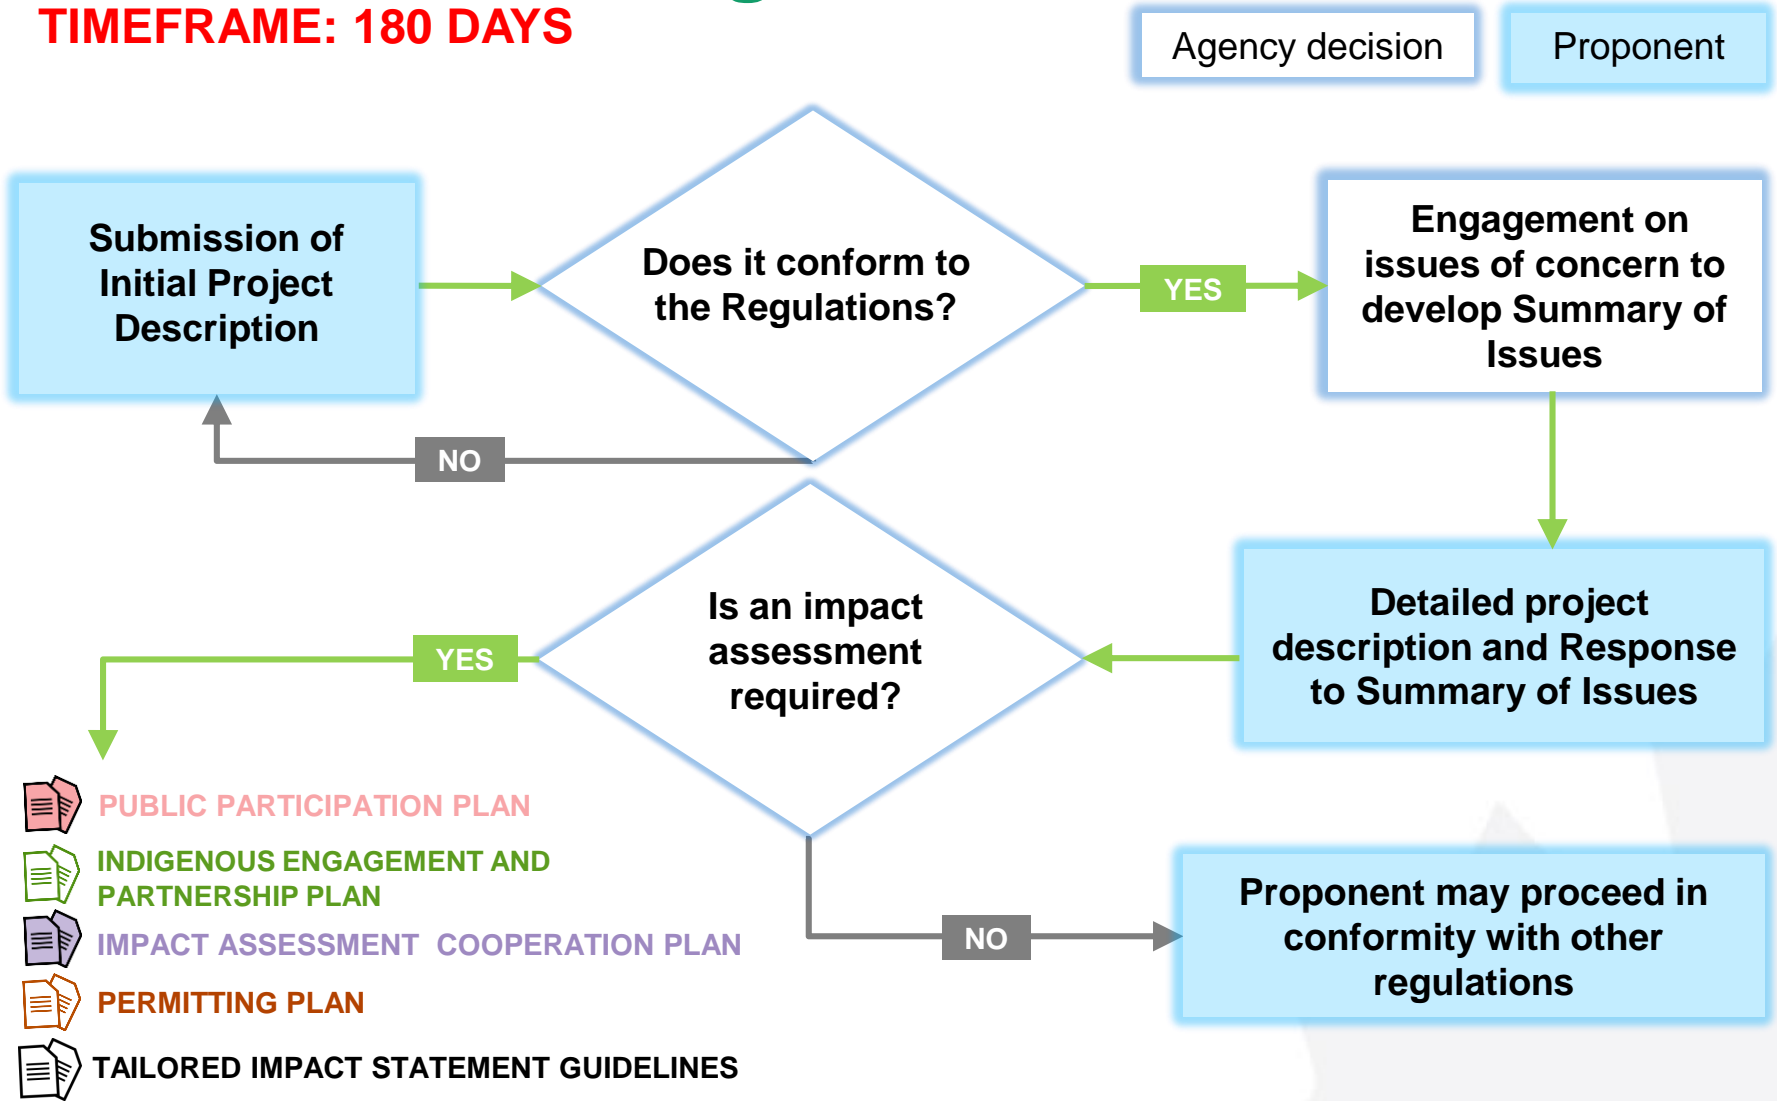 TIMEFRAME: 180 DAYS
Agency decision
Proponent
Submission of
Initial Project
Description
Does it conform to
the Regulations?
YES
Engagement on
issues of concern to
develop Summary of
Issues
NO
Detailed project
description and Response
to Summary of Issues
Is an impact
assessment
required?
YES
PUBLIC PARTICIPATION PLAN
INDIGENOUS ENGAGEMENT AND
PARTNERSHIP PLAN
IMPACT ASSESSMENT COOPERATION PLAN
PERMITTING PLAN
TAILORED IMPACT STATEMENT GUIDELINES
NO
Proponent may proceed in
conformity with other
regulations